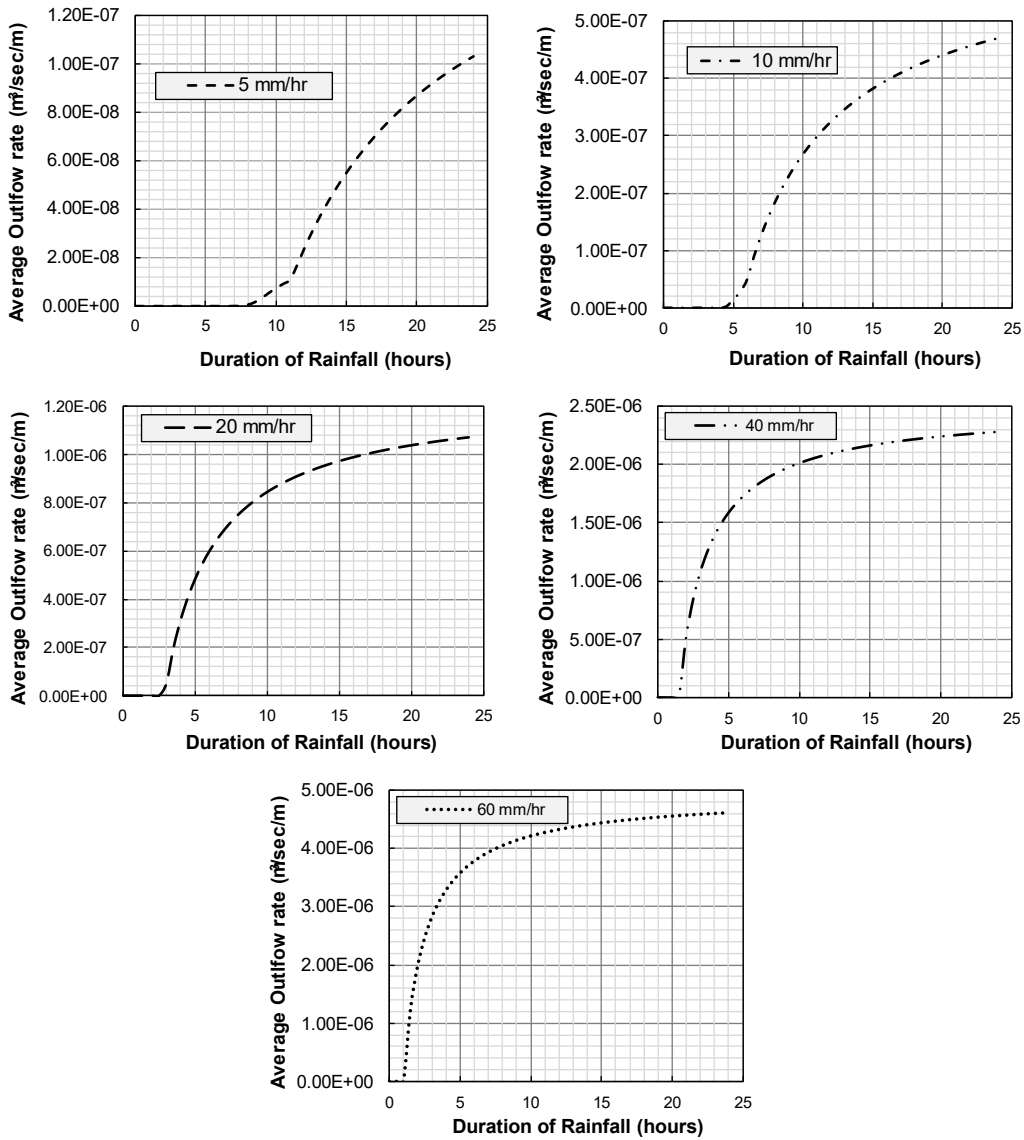 Average Outlfow rate (m³/sec/m)
1.20E-07
1.00E-07
8.00E-08
6.00E-08
4.00E-08
2.00E-08
0.00E+00
5 mm/hr
0 5 10 15 20 25
Duration of Rainfall (hours)
Average Outlfow rate (m³/sec/m)
5.00E-07
4.00E-07
3.00E-07
2.00E-07
1.00E-07
0.00E+00
10 mm/hr
0 5 10 15 20 25
Duration of Rainfall (hours)
Average Outlfow rate (m³/sec/m)
1.20E-06
1.00E-06
8.00E-07
6.00E-07
4.00E-07
2.00E-07
0.00E+00
20 mm/hr
0 5 10 15 20 25
Duration of Rainfall (hours)
Average Outlfow rate (m³/sec/m)
2.50E-06
2.00E-06
1.50E-06
1.00E-06
5.00E-07
0.00E+00
40 mm/hr
0 5 10 15 20 25
Duration of Rainfall (hours)
Average Outlfow rate (m³/sec/m)
5.00E-06
4.00E-06
3.00E-06
2.00E-06
1.00E-06
0.00E+00
60 mm/hr
0 5 10 15 20 25
Duration of Rainfall (hours)